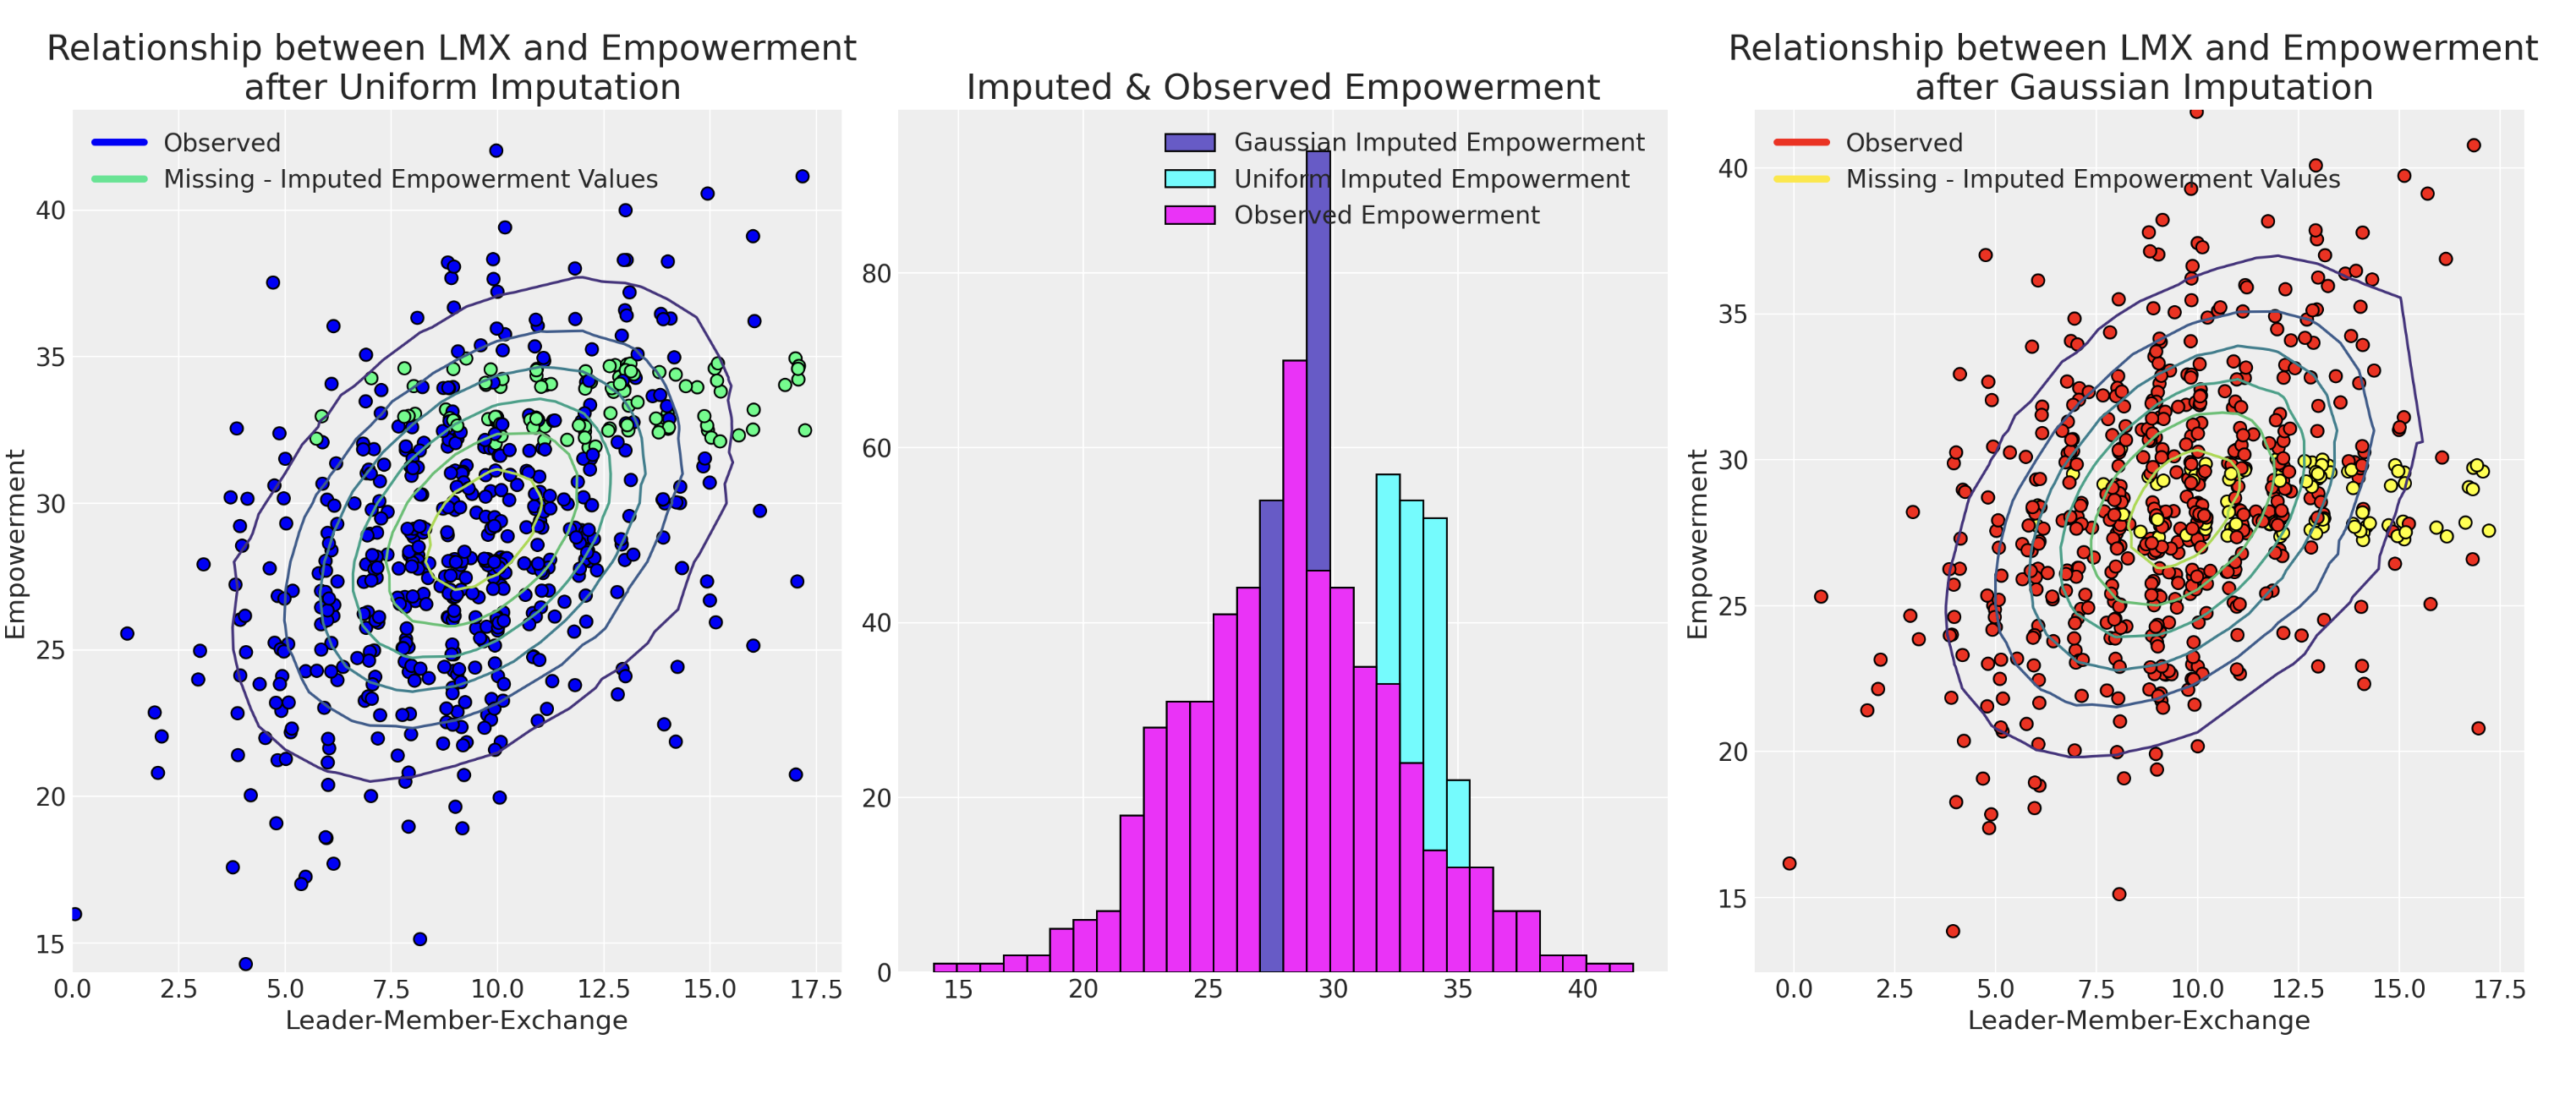 Relationship between LMX and Empowerment
after Uniform Imputation
Observed
Missing - Imputed Empowerment Values
40
35
30
25
20
15
Empowerment
0.0 2.5 5.0 7.5 10.0 12.5 15.0 17.5
Leader-Member-Exchange
Imputed & Observed Empowerment
Gaussian Imputed Empowerment
Uniform Imputed Empowerment
Observed Empowerment
80
60
40
20
0
15 20 25 30 35 40
Relationship between LMX and Empowerment
after Gaussian Imputation
Observed
Missing - Imputed Empowerment Values
40
35
30
25
20
15
Empowerment
0.0 2.5 5.0 7.5 10.0 12.5 15.0 17.5
Leader-Member-Exchange